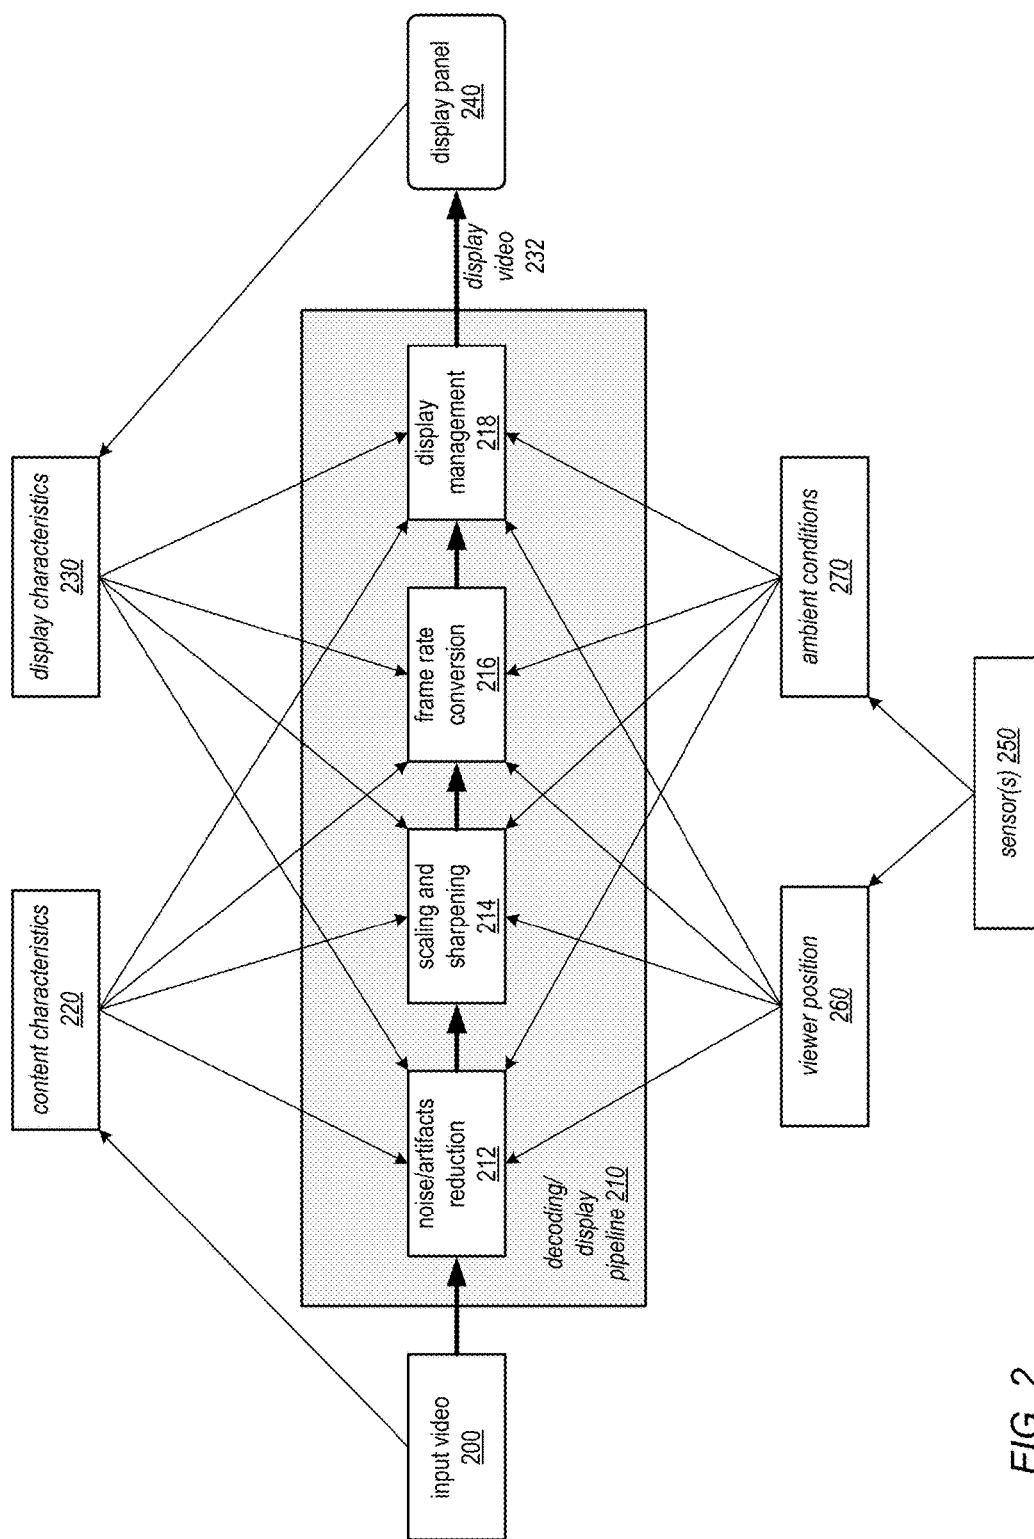 content characteristics
220
display characteristics
230
input video
200
noise/artifacts
reduction
212
scaling and
sharpening
214
frame rate
conversion
216
display
management
218
display
video
232
display panel
240
decoding/
display
pipeline 210
viewer position
260
ambient conditions
270
sensor(s) 250
FIG. 2